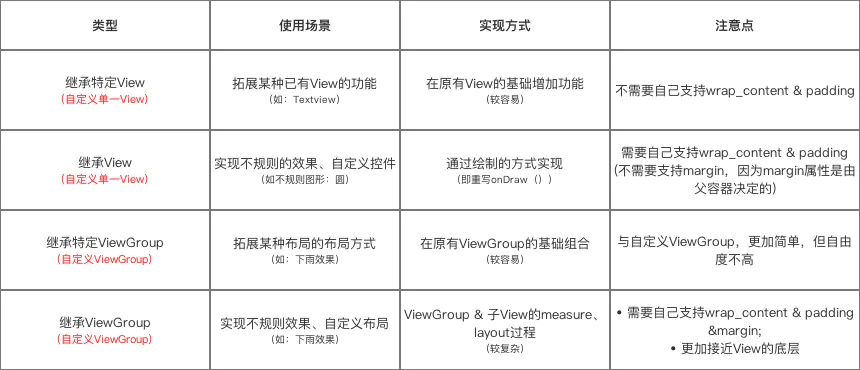 类型
使用场景
实现方式
注意点
继承特定View
(自定义单一View)
拓展某种已有View的功能
(如：Textview)
在原有View的基础增加功能
(较容易)
不需要自己支持wrap_content & padding
继承View
(自定义单一View)
实现不规则的效果、自定义控件
(如不规则图形：圆)
通过绘制的方式实现
(即重写onDraw（）)
需要自己支持wrap_content & padding
(不需要支持margin，因为margin属性是由
父容器决定的)
继承特定ViewGroup
(自定义ViewGroup)
拓展某种布局的布局方式
(如：下雨效果)
在原有ViewGroup的基础组合
(较容易)
与自定义ViewGroup，更加简单，但自由
度不高
继承ViewGroup
(自定义ViewGroup)
实现不规则效果、自定义布局
(如：下雨效果)
ViewGroup & 子View的measure、
layout过程
(较复杂)
• 需要自己支持wrap_content & padding
&margin;
• 更加接近View的底层